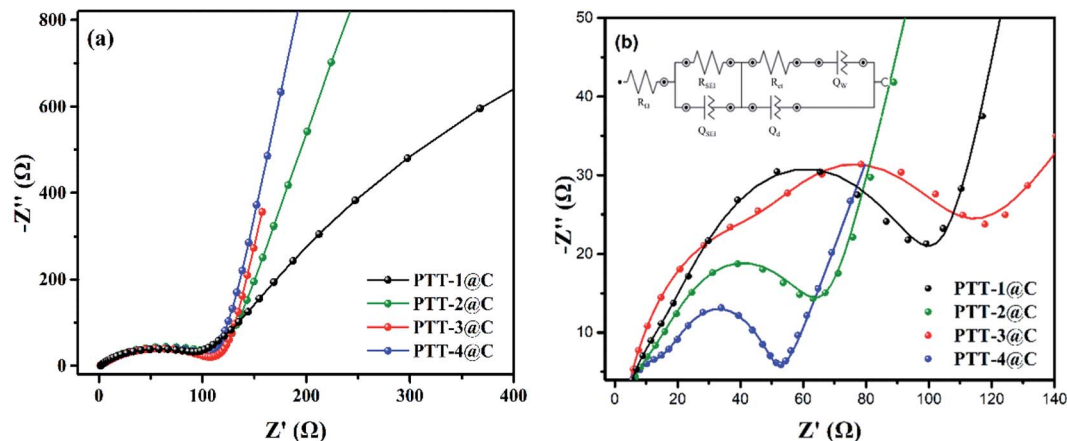 (a)
800
600
400
200
0
-Z'' (Ω)
PTT-1@C
PTT-2@C
PTT-3@C
PTT-4@C
0 100 200 300 400
Z' (Ω)
(b)
50
40
30
20
10
-Z'' (Ω)
RΩ
RSEI
Rct
QW
QSEI
Qd
PTT-1@C
PTT-2@C
PTT-3@C
PTT-4@C
0 20 40 60 80 100 120 140
Z' (Ω)